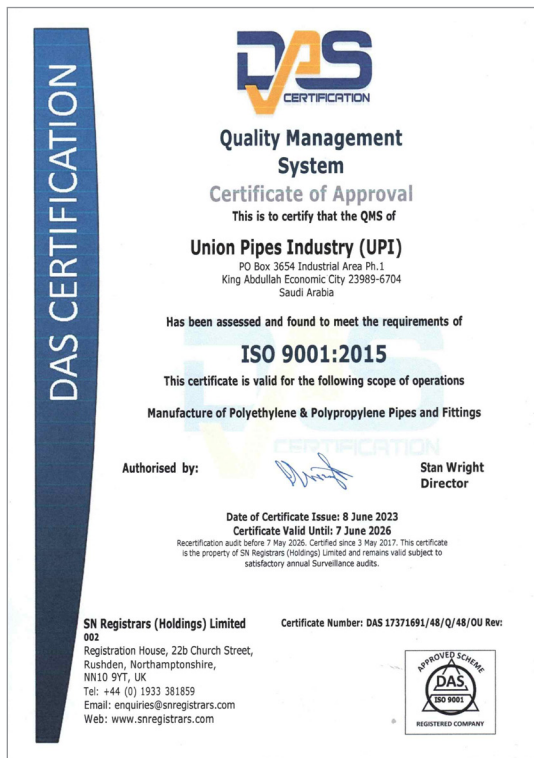 DAS CERTIFICATION
DAS
CERTIFICATION
Quality Management
System
Certificate of Approval
This is to certify that the QMS of
Union Pipes Industry (UPI)
PO Box 3654 Industrial Area Ph.1
King Abdullah Economic City 23989-6704
Saudi Arabia
Has been assessed and found to meet the requirements of
ISO 9001:2015
This certificate is valid for the following scope of operations
Manufacture of Polyethylene & Polypropylene Pipes and Fittings
CERTIFICATION
Authorised by:
Stan Wright
Director
Date of Certificate Issue: 8 June 2023
Certificate Valid Until: 7 June 2026
Recertification audit before 7 May 2026. Certified since 3 May 2017. This certificate
is the property of SN Registrars (Holdings) Limited and remains valid subject to
satisfactory annual Surveillance audits.
SN Registrars (Holdings) Limited
Certificate Number: DAS 17371691/48/Q/48/OU Rev:
002
Registration House, 22b Church Street,
Rushden, Northamptonshire,
NN10 9YT, UK
Tel: +44 (0) 1933 381859
Email: enquiries@snregistrars.com
Web: www.snregistrars.com
APPROVED SCHEME
DAS
ISO 9001
REGISTERED COMPANY